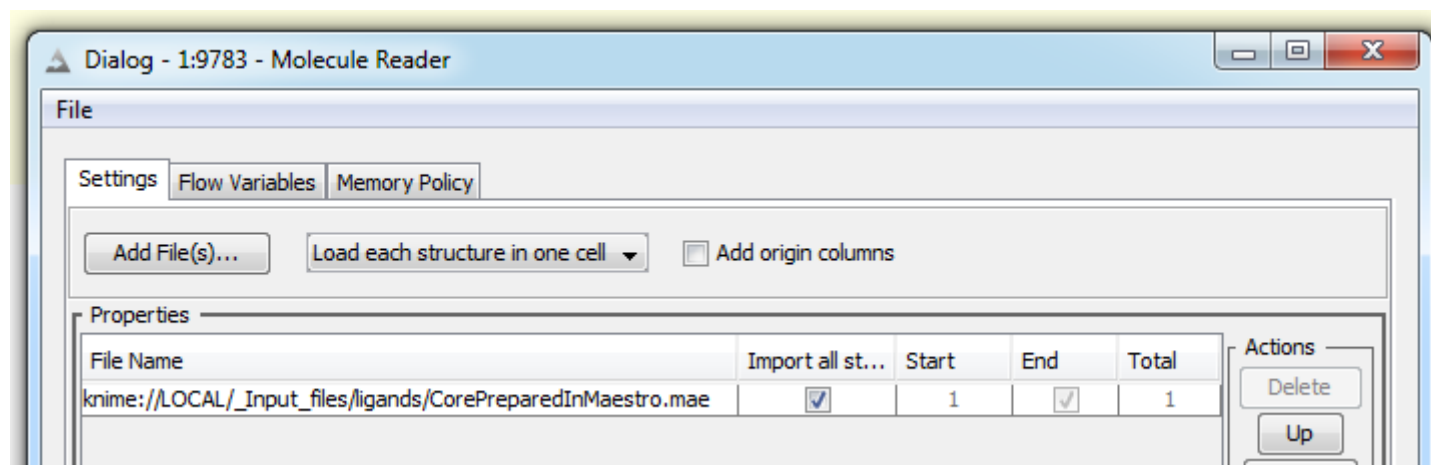 Dialog - 1:9783 - Molecule Reader
File
Settings Flow Variables Memory Policy
Add File(s)... Load each structure in one cell Add origin columns
Properties
Actions
File Name Import all st... Start End Total
Delete
knime://LOCAL/_Input_files/ligands/CorePreparedInMaestro.mae 1 1
Up